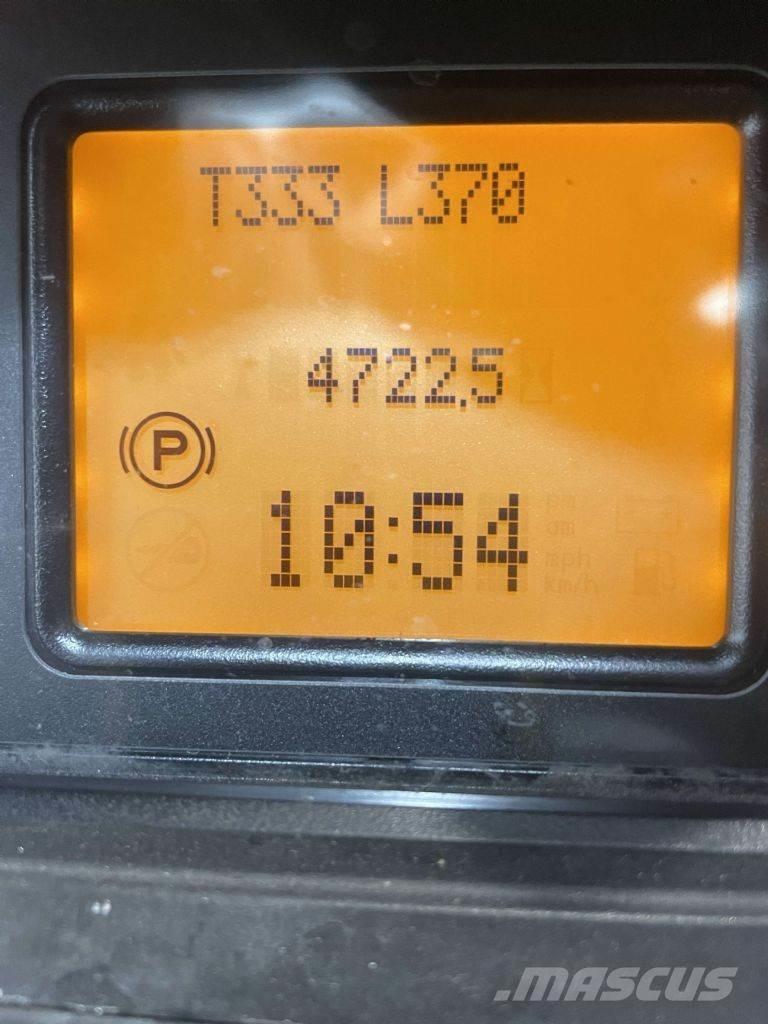 T333 L370
4722,5
P
10:54
pm
am
mph
km/h
.MASCUS